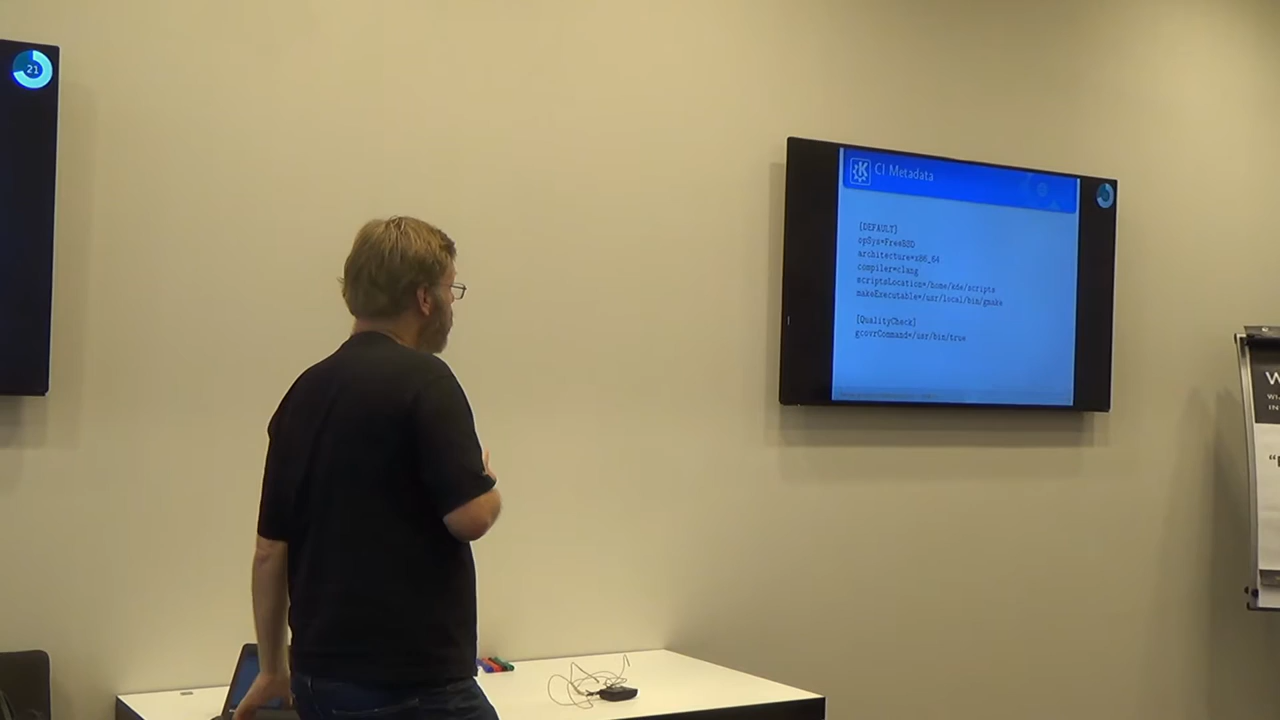 21
CI Metadata
[DEFAULT]
opSys=FreeBSD
architecture=x86_64
compiler=clang
scriptsLocation=/home/kde/scripts
makeExecutable=/usr/local/bin/gmake
[QualityCheck]
gcovrCommand=/usr/bin/true
W
IN